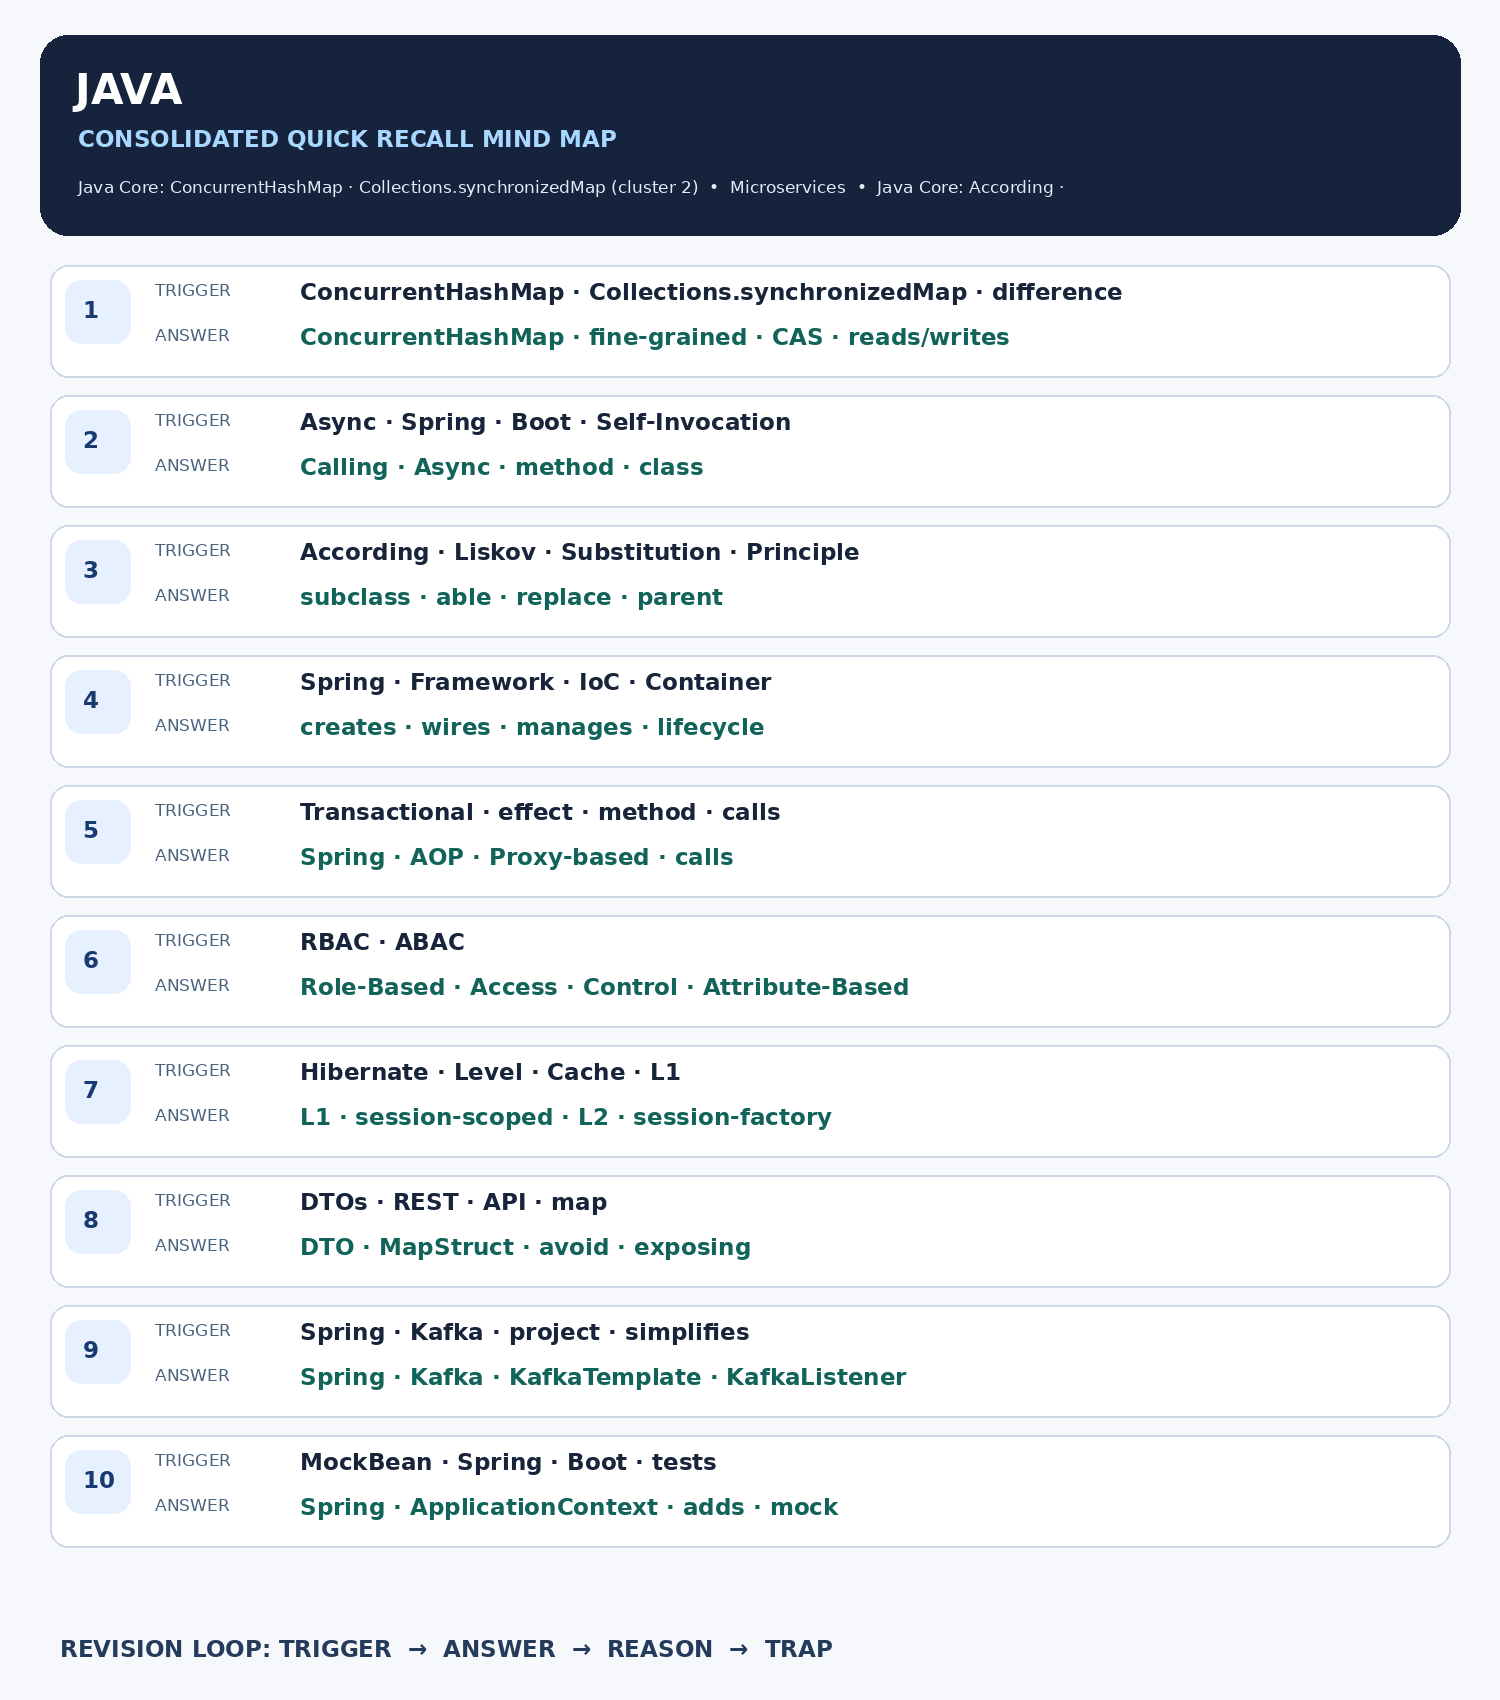 JAVA
CONSOLIDATED QUICK RECALL MIND MAP
Java Core: ConcurrentHashMap · Collections.synchronizedMap (cluster 2) • Microservices • Java Core: According ·
1
TRIGGER ConcurrentHashMap · Collections.synchronizedMap · difference
ANSWER ConcurrentHashMap · fine-grained · CAS · reads/writes
2
TRIGGER Async · Spring · Boot · Self-Invocation
ANSWER Calling · Async · method · class
3
TRIGGER According · Liskov · Substitution · Principle
ANSWER subclass · able · replace · parent
4
TRIGGER Spring · Framework · IoC · Container
ANSWER creates · wires · manages · lifecycle
5
TRIGGER Transactional · effect · method · calls
ANSWER Spring · AOP · Proxy-based · calls
6
TRIGGER RBAC · ABAC
ANSWER Role-Based · Access · Control · Attribute-Based
7
TRIGGER Hibernate · Level · Cache · L1
ANSWER L1 · session-scoped · L2 · session-factory
8
TRIGGER DTOs · REST · API · map
ANSWER DTO · MapStruct · avoid · exposing
9
TRIGGER Spring · Kafka · project · simplifies
ANSWER Spring · Kafka · KafkaTemplate · KafkaListener
10
TRIGGER MockBean · Spring · Boot · tests
ANSWER Spring · ApplicationContext · adds · mock
REVISION LOOP: TRIGGER → ANSWER → REASON → TRAP